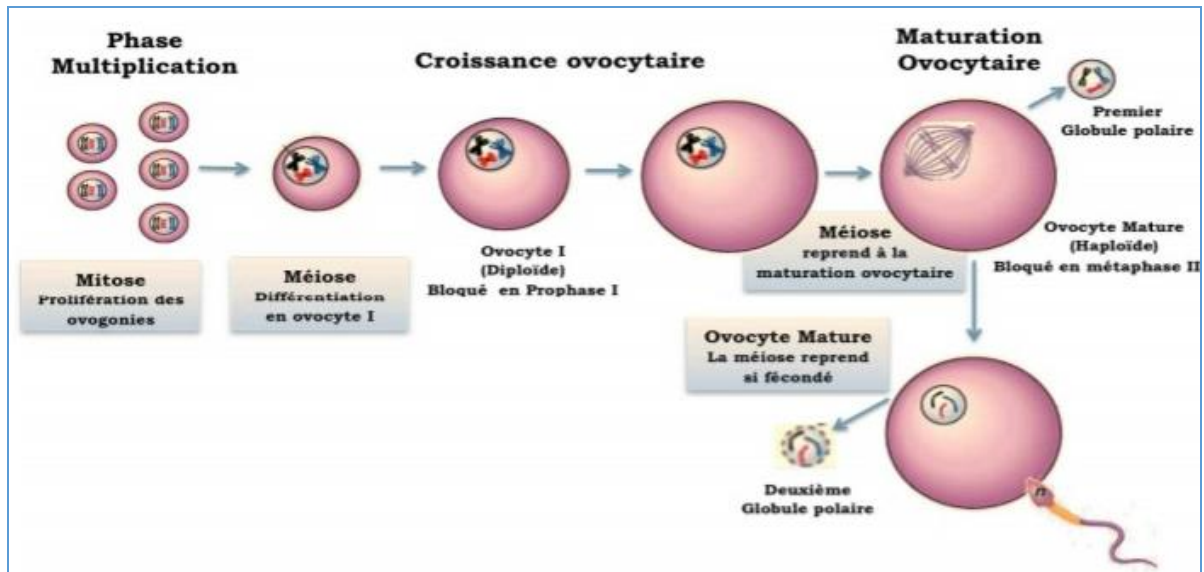 Phase
Multiplication
Croissance ovocytaire
Maturation
Ovocytaire
Premier
Globule polaire
Mitose
Prolifération des
ovogonies
Méiose
Différentiation
en ovocyte I
Ovocyte I
(Diploïde)
Bloqué en Prophase I
Méiose
reprend à la
maturation ovocytaire
Ovocyte Mature
(Haploïde)
Bloqué en métaphase II
Ovocyte Mature
La méiose reprend
si fécondé
Deuxième
Globule polaire
n